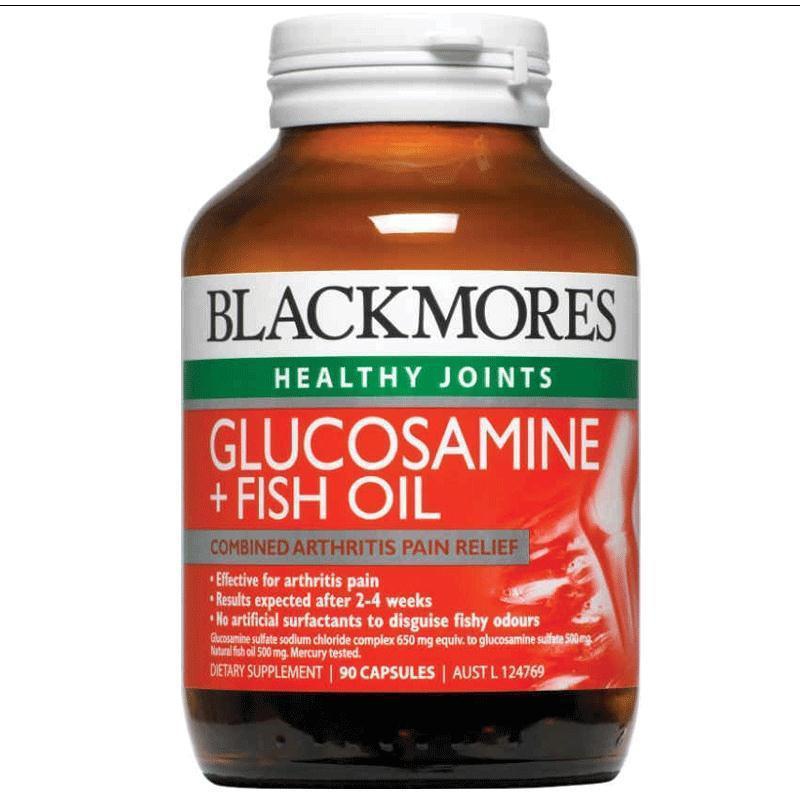 BLACKMORES
HEALTHY JOINTS
GLUCOSAMINE
+ FISH OIL
COMBINED ARTHRITIS PAIN RELIEF
• Effective for arthritis pain
• Results expected after 2-4 weeks
• No artificial surfactants to disguise fishy odours
Glucosamine sulfate sodium chloride complex 650 mg equiv. to glucosamine sulfate 500 mg.
Natural fish oil 500 mg. Mercury tested.
DIETARY SUPPLEMENT | 90 CAPSULES | AUST L 124769